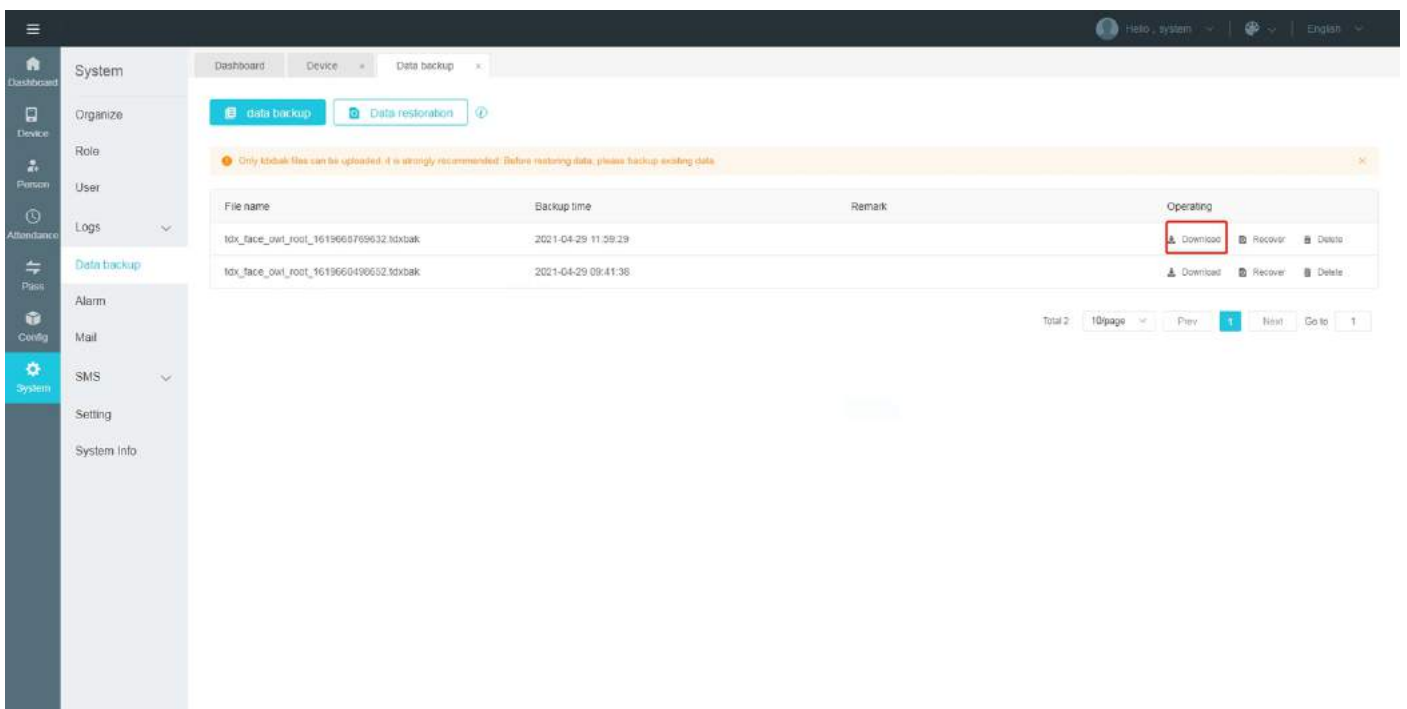 Hello , system
English
Dashboard
Device
Person
Attendance
Pass
Config
System
System
Organize
Role
User
Logs
Data backup
Alarm
Mail
SMS
Setting
System Info
Dashboard Device × Data backup ×
data backup Data restoration
Only tdxbak files can be uploaded, it is strongly recommended: Before restoring data, please backup existing data ×
File name Backup time Remark Operating
tdx_face_owl_root_1619668769632.tdxbak 2021-04-29 11:59:29 Download Recover Delete
tdx_face_owl_root_1619660498652.tdxbak 2021-04-29 09:41:38 Download Recover Delete
Total 2 10/page Prev 1 Next Go to 1